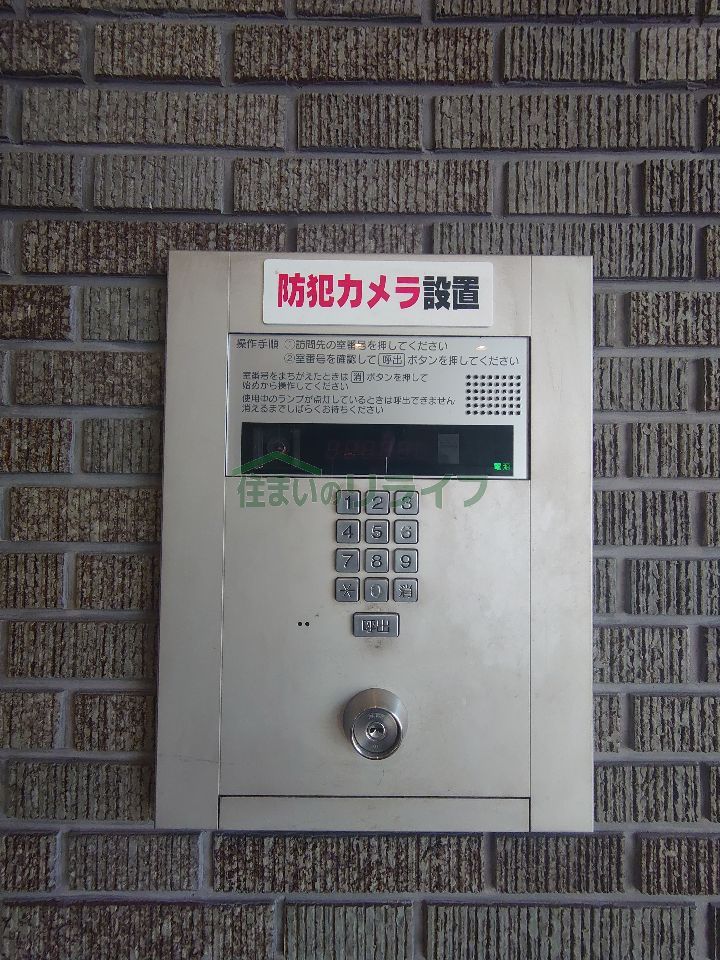 防犯カメラ設置
操作手順 ①訪問先の室番号を押してください
②室番号を確認して 呼出 ボタンを押してください
室番号をまちがえたときは 消 ボタンを押して
始めから操作してください
使用中のランプが点灯しているときは呼出できません
消えるまでしばらくお待ちください
電源
住まいのリライフ
1 2 3
4 5 6
7 8 9
* 0 消
呼出